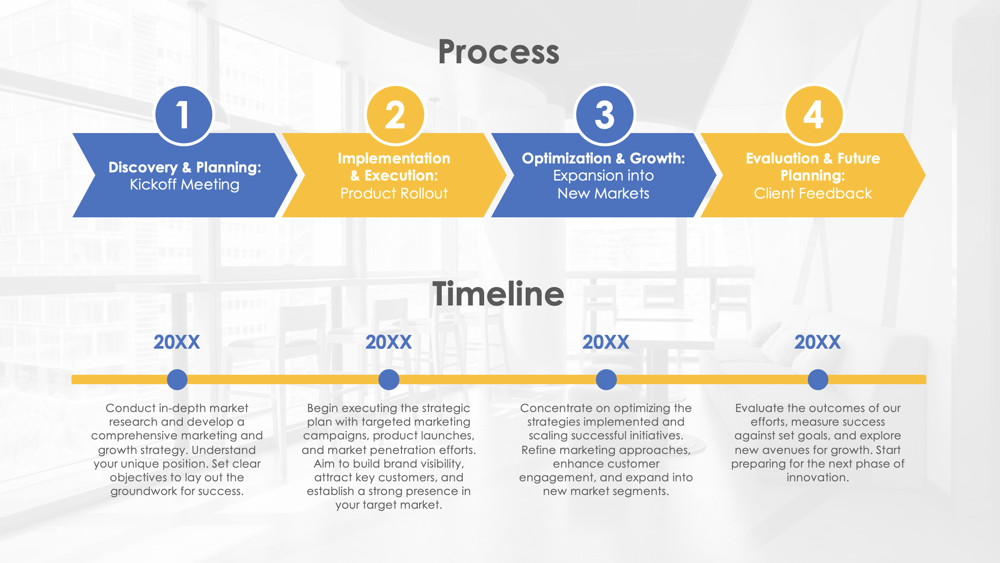 Process
1
2
3
4
Discovery & Planning:
Kickoff Meeting
Implementation
& Execution:
Product Rollout
Optimization & Growth:
Expansion into
New Markets
Evaluation & Future
Planning:
Client Feedback
Timeline
20XX
20XX
20XX
20XX
Conduct in-depth market
research and develop a
comprehensive marketing and
growth strategy. Understand
your unique position. Set clear
objectives to lay out the
groundwork for success.
Begin executing the strategic
plan with targeted marketing
campaigns, product launches,
and market penetration efforts.
Aim to build brand visibility,
attract key customers, and
establish a strong presence in
your target market.
Concentrate on optimizing the
strategies implemented and
scaling successful initiatives.
Refine marketing approaches,
enhance customer
engagement, and expand into
new market segments.
Evaluate the outcomes of our
efforts, measure success
against set goals, and explore
new avenues for growth. Start
preparing for the next phase of
innovation.